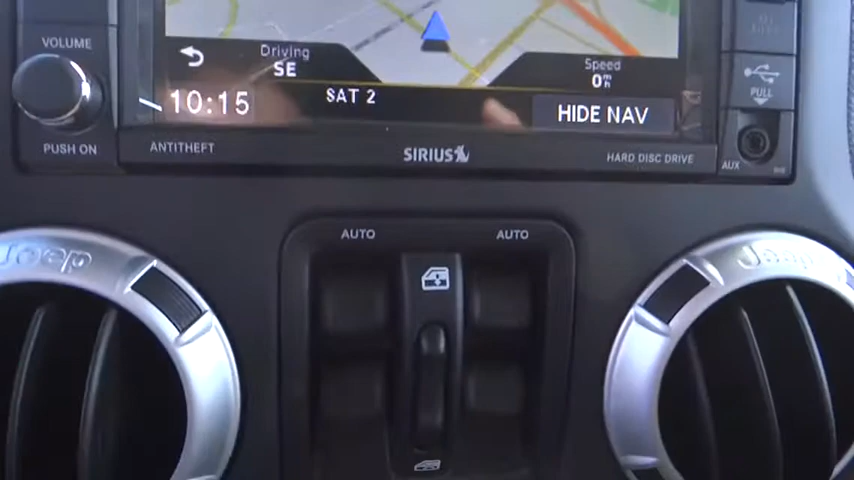 VOLUME
Driving
SE
Speed
0 mh
PULL
10:15
SAT 2
HIDE NAV
PUSH ON
ANTITHEFT
SIRIUS
HARD DISC DRIVE
AUX
AUTO
AUTO
Jeep
Jeep